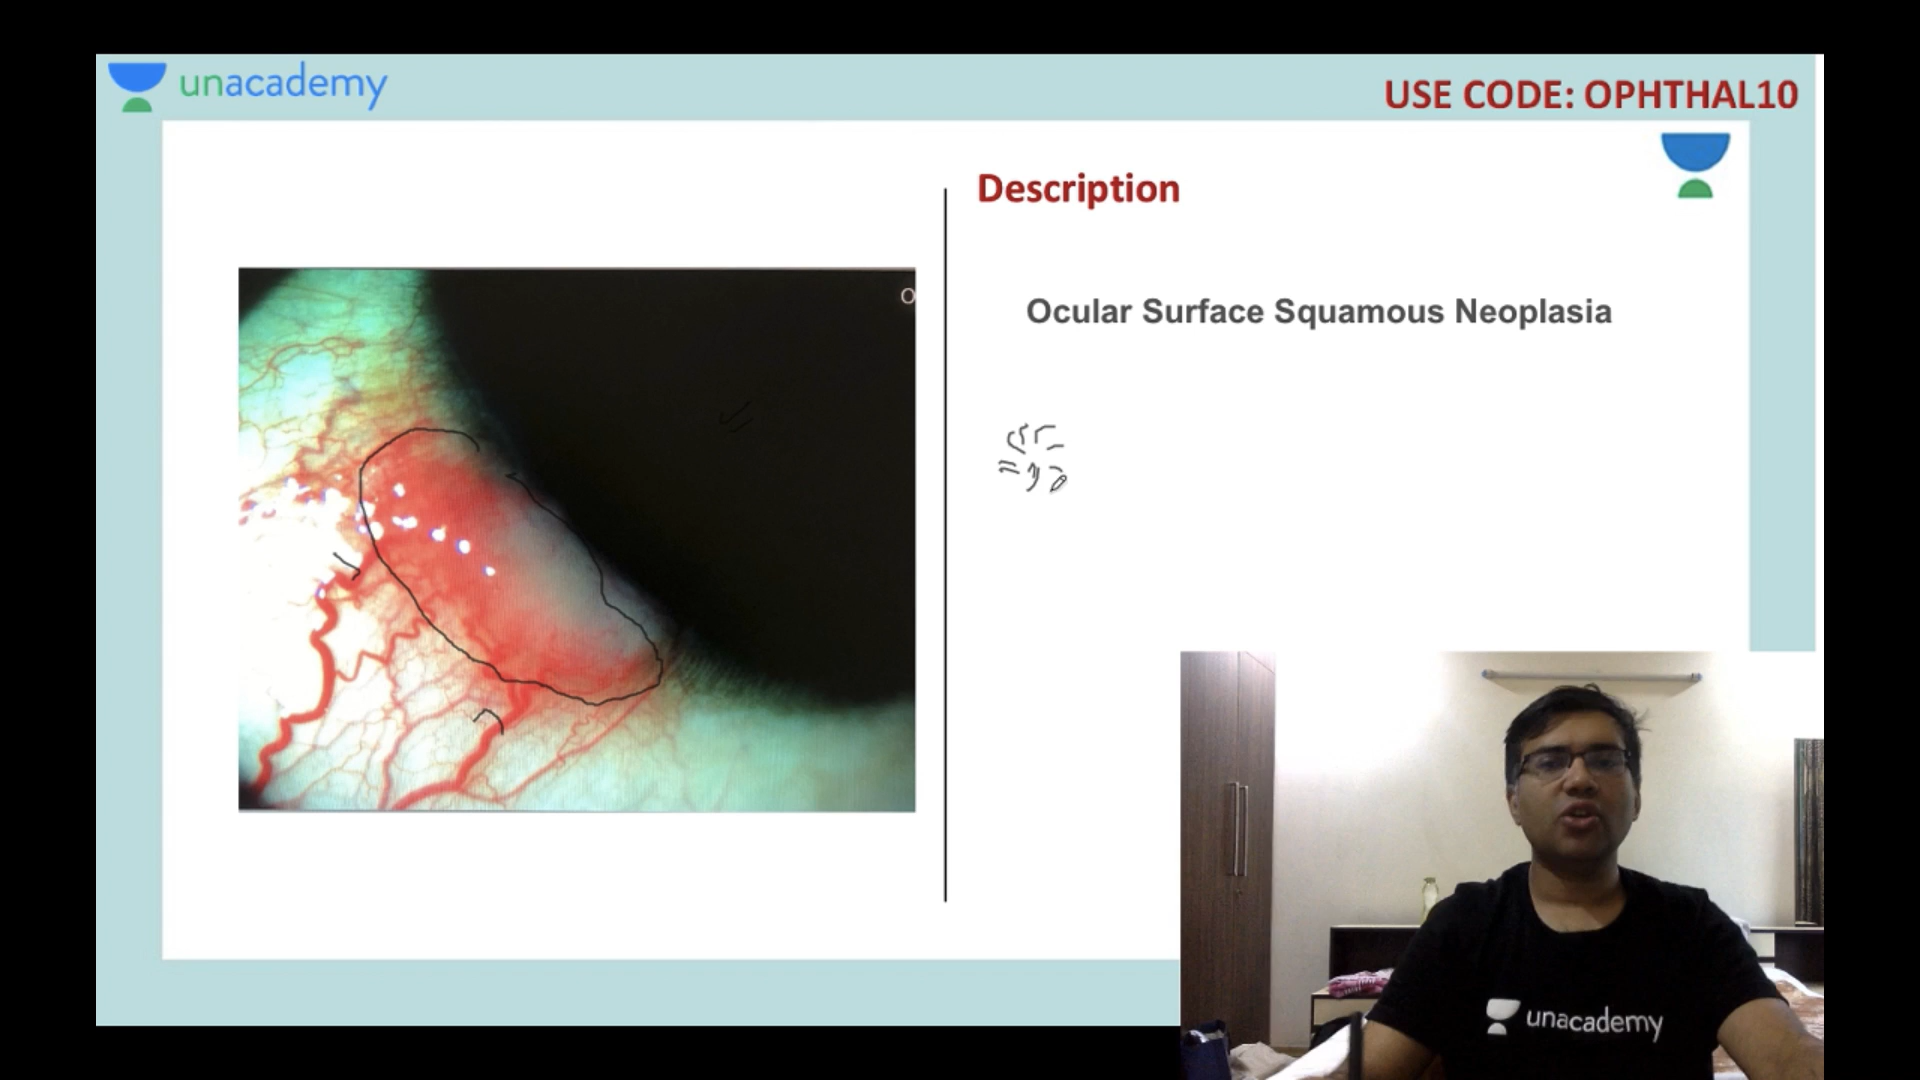 unacademy
USE CODE: OPHTHAL10
Description
Ocular Surface Squamous Neoplasia
unacademy